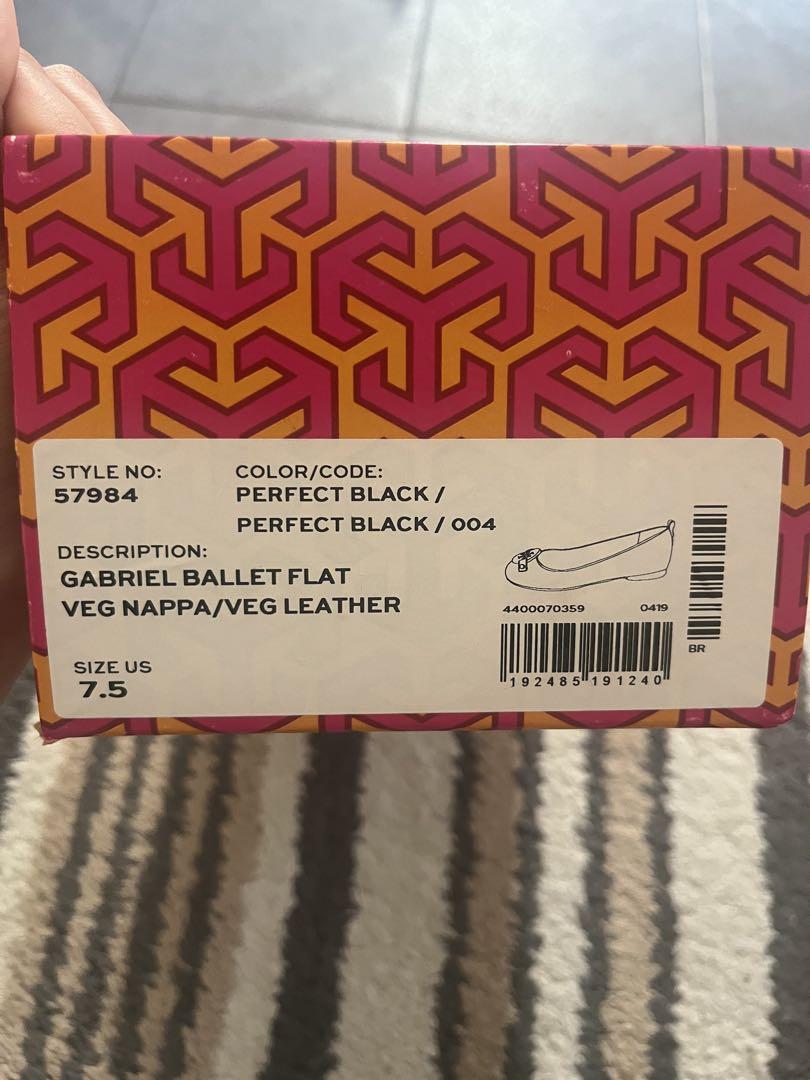 STYLE NO:
57984
COLOR/CODE:
PERFECT BLACK /
PERFECT BLACK / 004
DESCRIPTION:
GABRIEL BALLET FLAT
VEG NAPPA/VEG LEATHER
SIZE US
7.5
4400070359 0419
192485 191240
BR